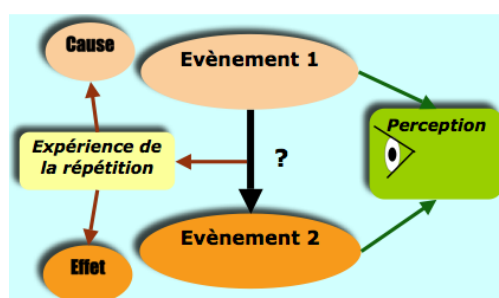 Cause
Evènement 1
Perception
Expérience de
la répétition
?
Evènement 2
Effet